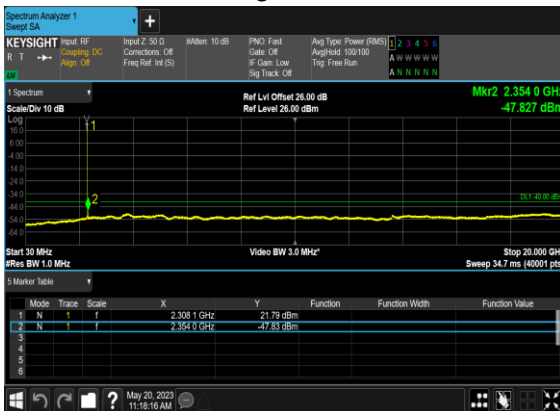 Spectrum Analyzer 1
Swept SA
+
KEYSIGHT Input: RF Input Z: 50 Ω #Atten: 10 dB PNO: Fast Avg Type: Power (RMS) 1 2 3 4 5 6
R T Coupling: DC Corrections: Off Gate: Off Avg|Hold: 100/100 A W W W W W
Align: Off Freq Ref: Int (S) IF Gain: Low Trig: Free Run
LV Sig Track: Off A N N N N N
1 Spectrum Ref Lvl Offset 26.00 dB Mkr2 2.354 0 GHz
Scale/Div 10 dB Ref Level 26.00 dBm -47.827 dBm
Log
16.0 1
6.00
-4.00
-14.0
-24.0
-34.0 2 DL1 -40.00 dBm
-44.0
-54.0
-64.0
Start 30 MHz Video BW 3.0 MHz* Stop 20.000 GHz
#Res BW 1.0 MHz Sweep 34.7 ms (40001 pts)
5 Marker Table
Mode Trace Scale X Y Function Function Width Function Value
1 N 1 f 2.308 1 GHz 21.79 dBm
2 N 1 f 2.354 0 GHz -47.83 dBm
3
4
5
6
? May 20, 2023
11:18:16 AM